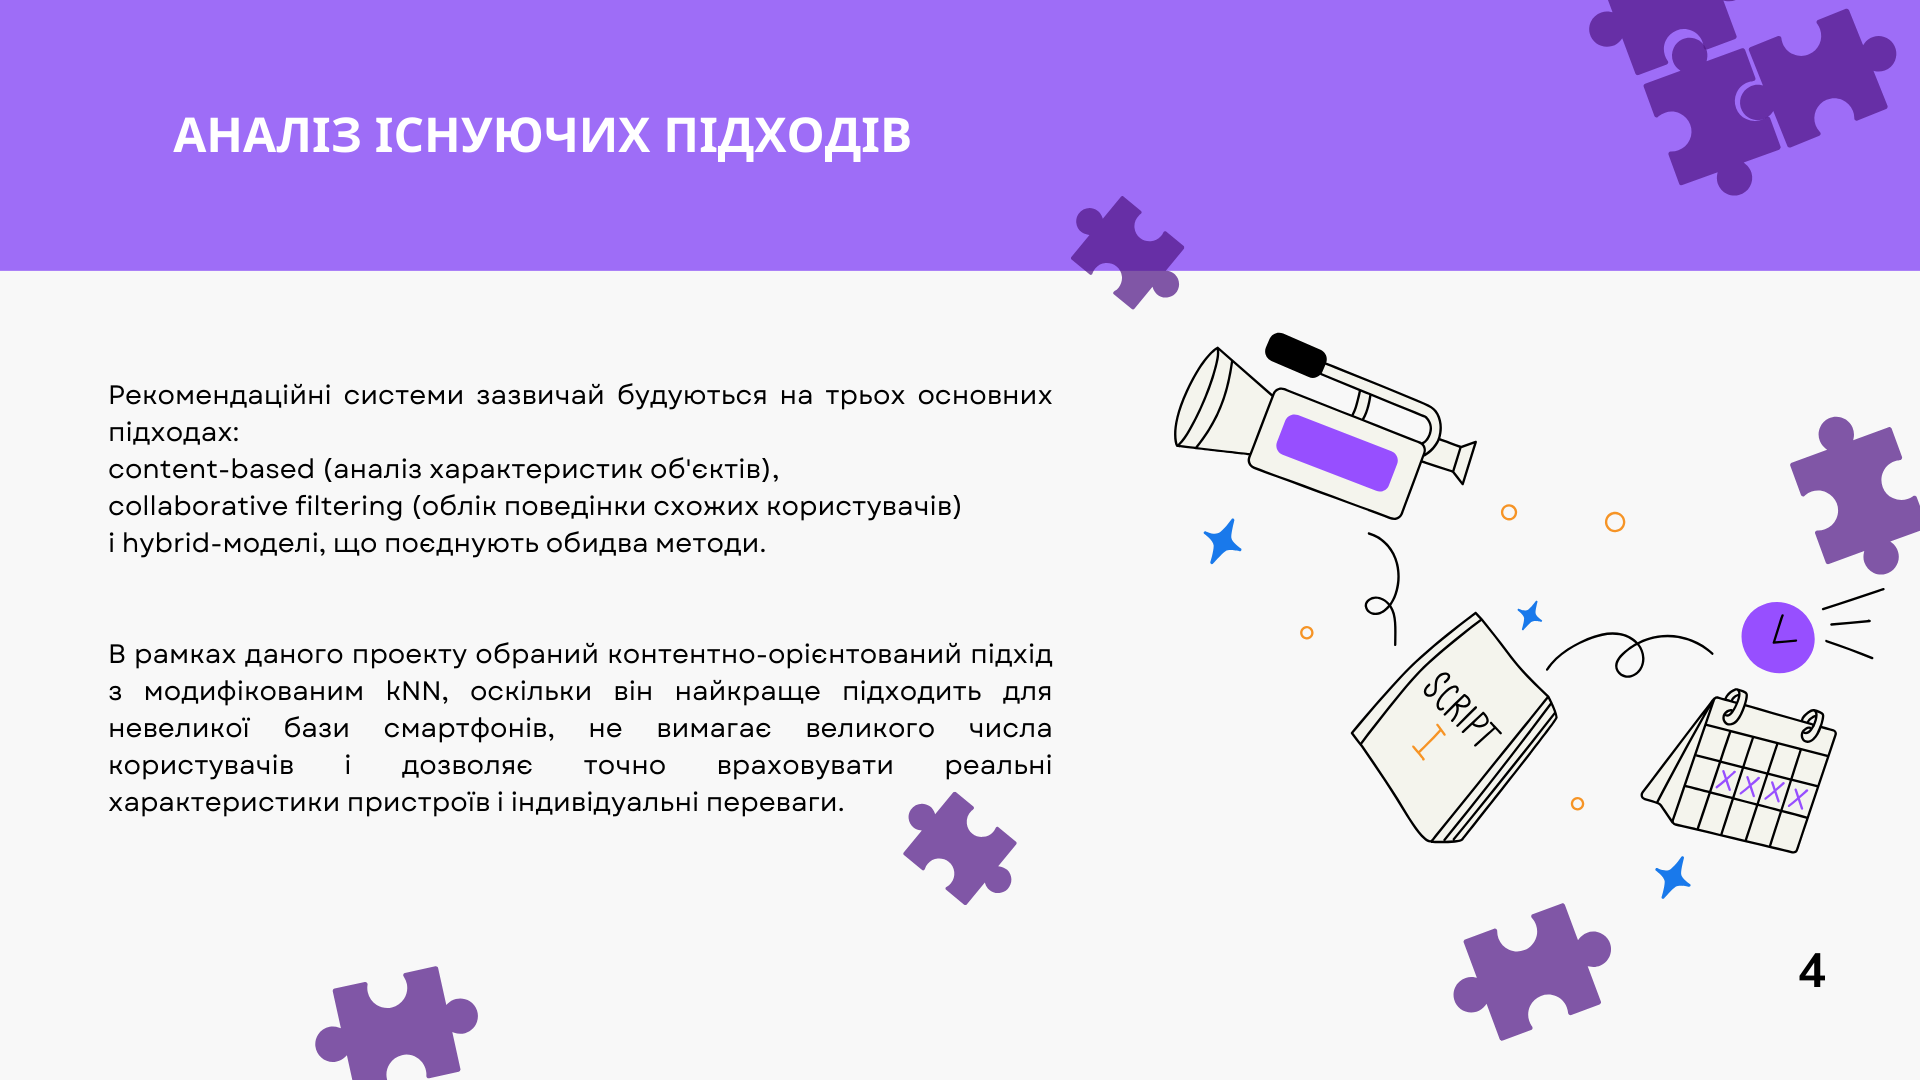 АНАЛІЗ ІСНУЮЧИХ ПІДХОДІВ
Рекомендаційні системи зазвичай будуються на трьох основних
підходах:
content-based (аналіз характеристик об'єктів),
collaborative filtering (облік поведінки схожих користувачів)
і hybrid-моделі, що поєднують обидва методи.
В рамках даного проекту обраний контентно-орієнтований підхід
з модифікованим kNN, оскільки він найкраще підходить для
невеликої бази смартфонів, не вимагає великого числа
користувачів і дозволяє точно враховувати реальні
характеристики пристроїв і індивідуальні переваги.
SCRIPT
I
X X X X
4